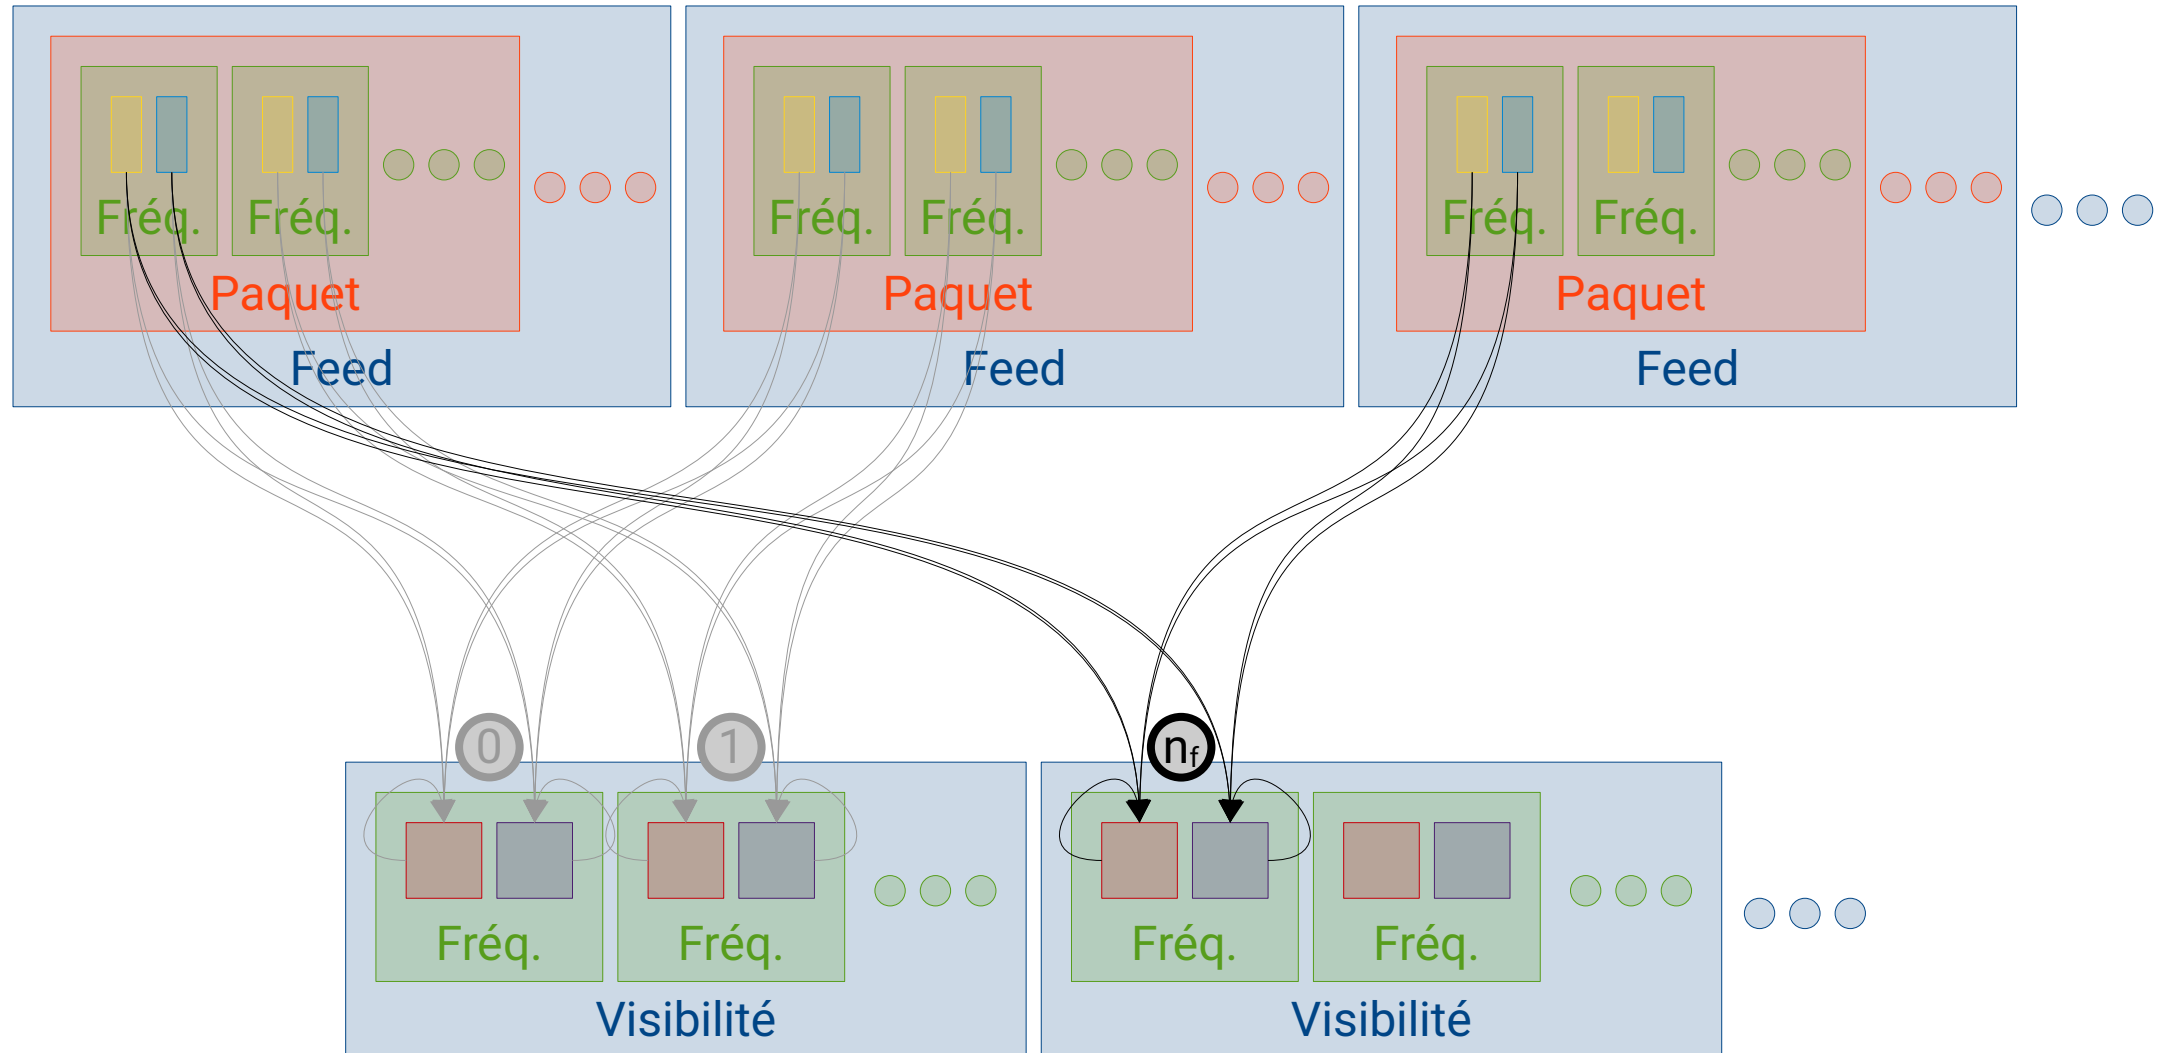 Fréq. Fréq. Fréq. Fréq. Fréq. Fréq.
Paquet Paquet Paquet
Feed Feed Feed
0 1 nf
Fréq. Fréq. Fréq. Fréq.
Visibilité Visibilité